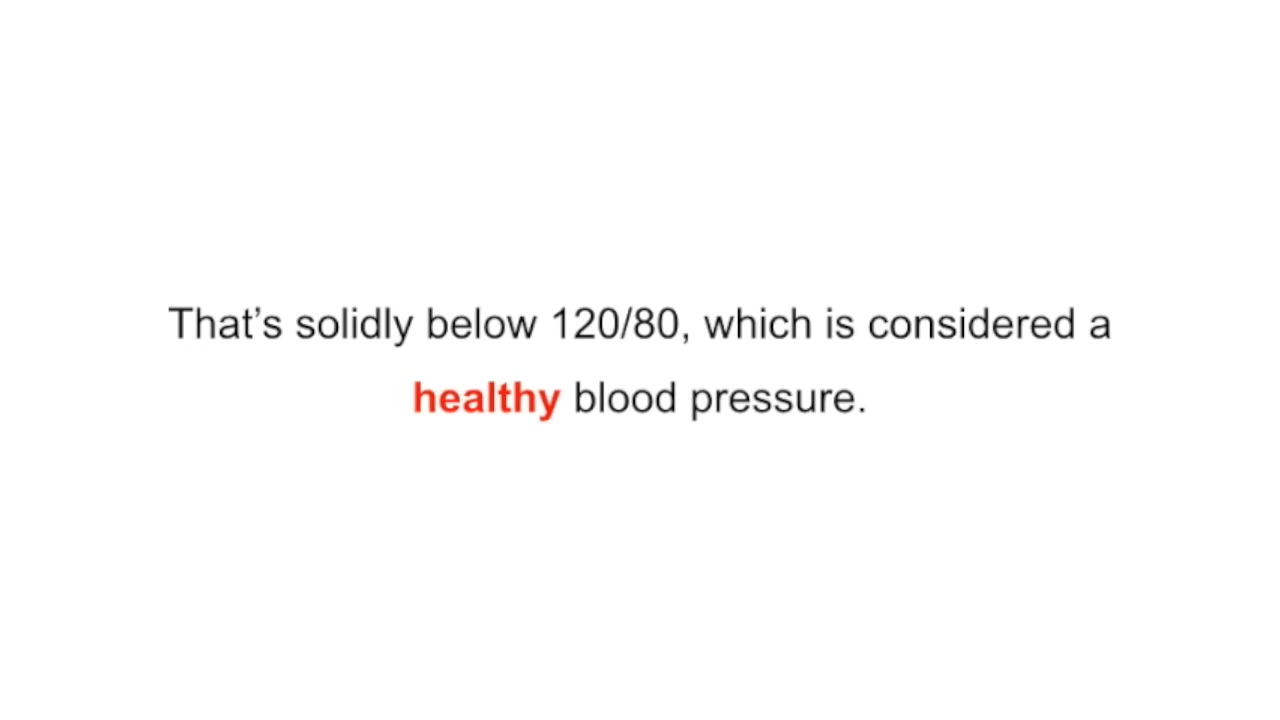 That’s solidly below 120/80, which is considered a
healthy blood pressure.